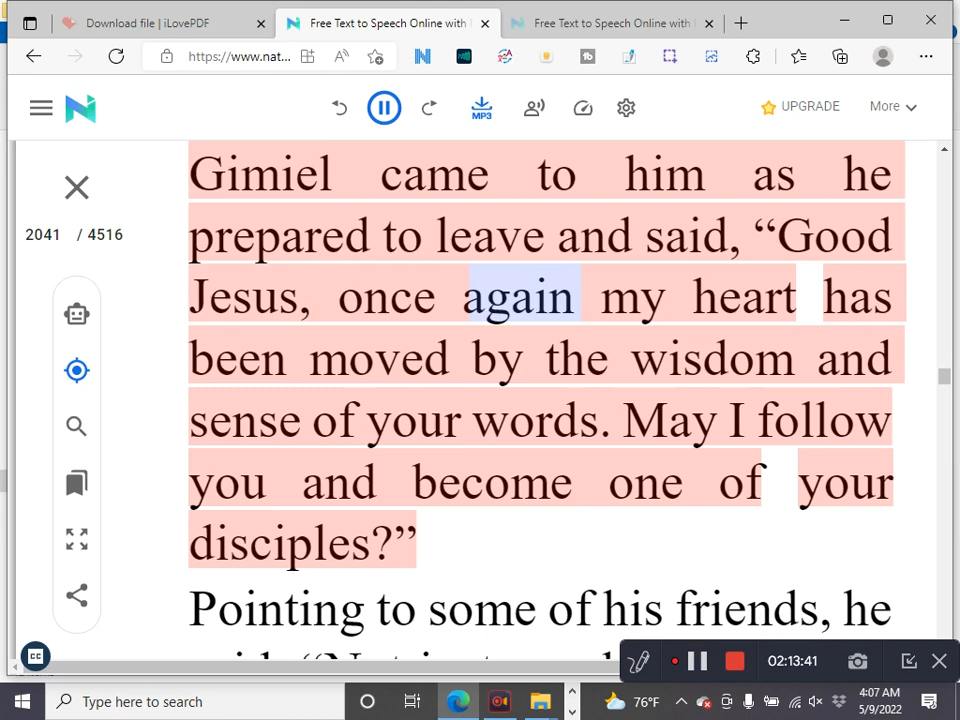 Download file | iLovePDF
Free Text to Speech Online with
Free Text to Speech Online with
https://www.nat...
MP3
UPGRADE
More
2041 / 4516
Gimiel came to him as he
prepared to leave and said, “Good
Jesus, once again my heart has
been moved by the wisdom and
sense of your words. May I follow
you and become one of your
disciples?”
Pointing to some of his friends, he
CC
02:13:41
Type here to search
76°F
4:07 AM
5/9/2022